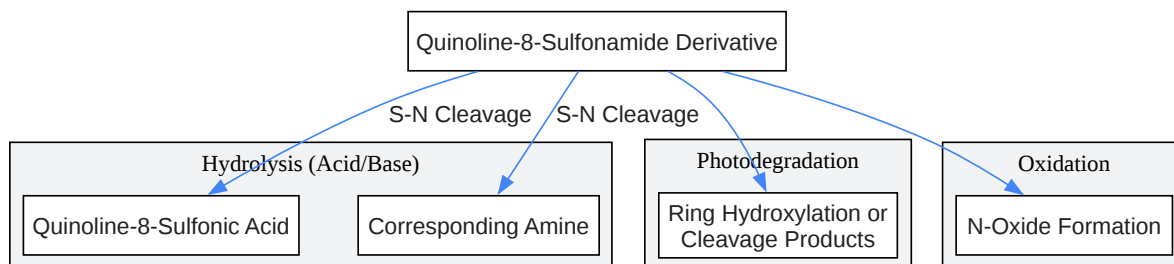 Quinoline-8-Sulfonamide Derivative
S-N Cleavage
S-N Cleavage
Hydrolysis (Acid/Base)
Photodegradation
Oxidation
Quinoline-8-Sulfonic Acid
Corresponding Amine
Ring Hydroxylation or
Cleavage Products
N-Oxide Formation